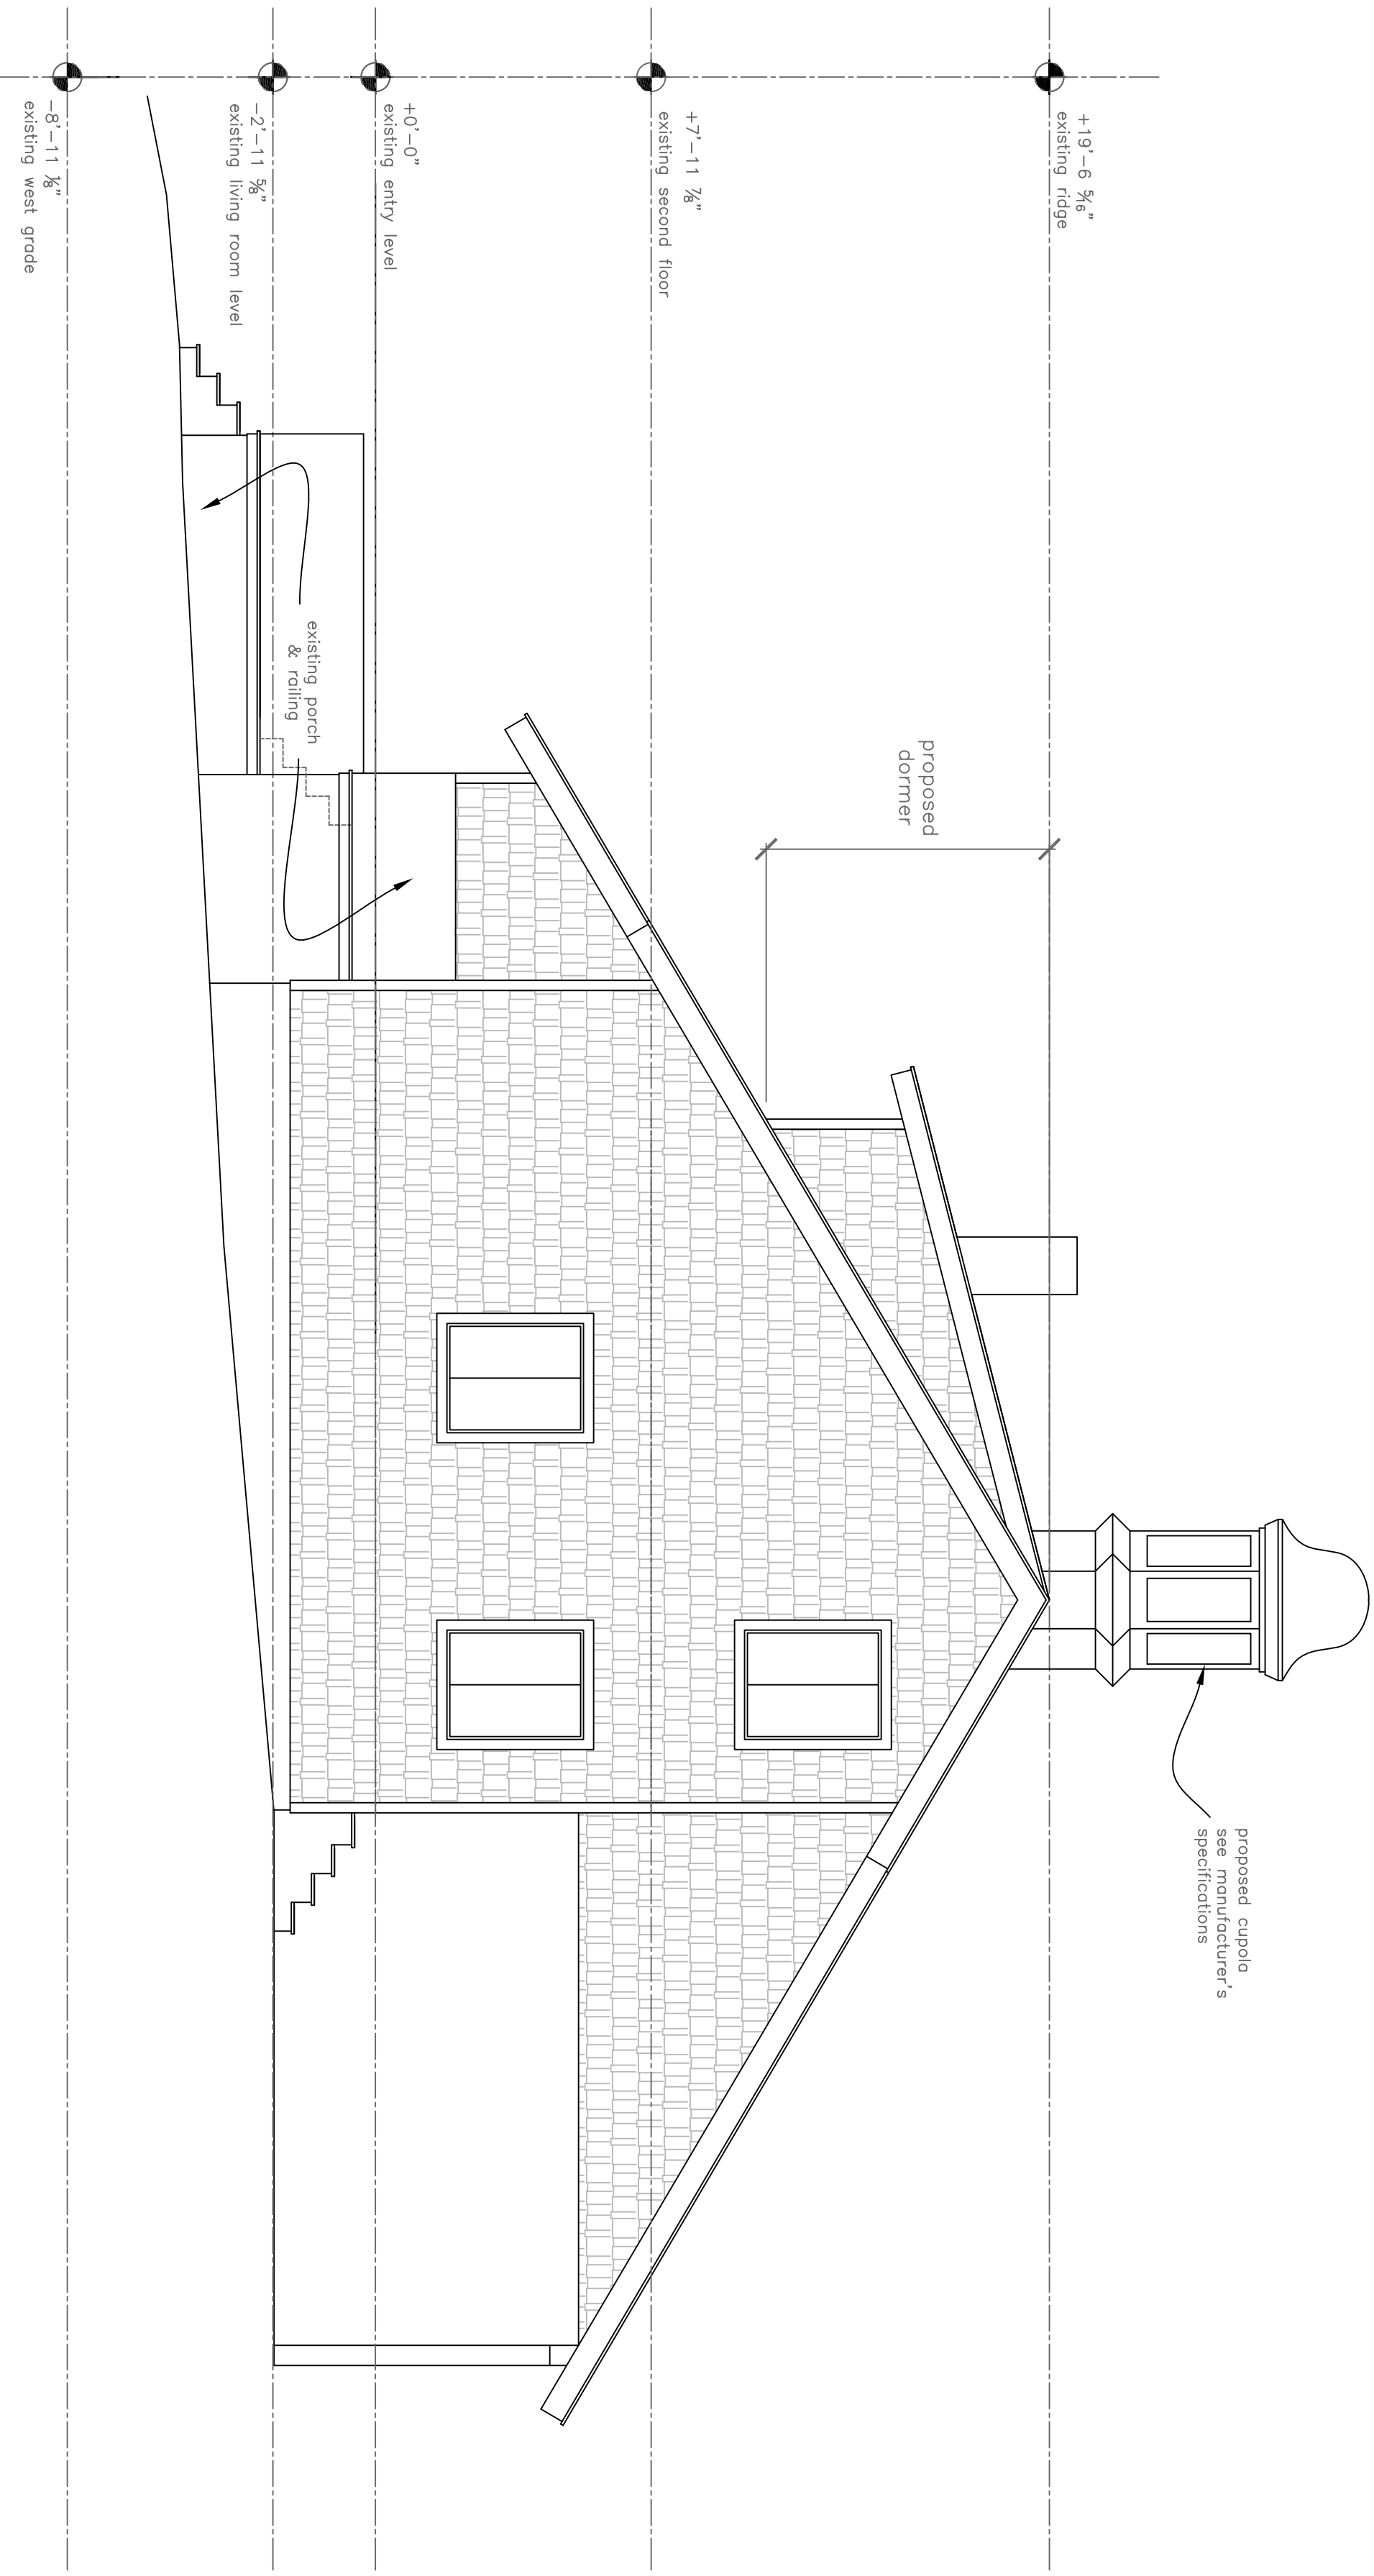 +19'-6 5/16"
existing ridge
proposed cupola
see manufacturer's
specifications
proposed
dormer
+7'-11 7/8"
existing second floor
+0'-0"
existing entry level
existing porch
& railing
-2'-11 5/8"
existing living room level
-8'-11 1/8"
existing west grade